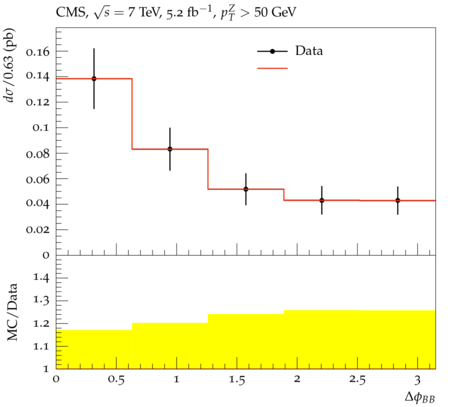 CMS, √s = 7 TeV, 5.2 fb⁻¹, p_T^Z > 50 GeV
dσ/0.63 (pb)
Data
0.16
0.14
0.12
0.1
0.08
0.06
0.04
0.02
0
MC/Data
1.4
1.3
1.2
1.1
1
0 0.5 1 1.5 2 2.5 3
Δϕ_BB